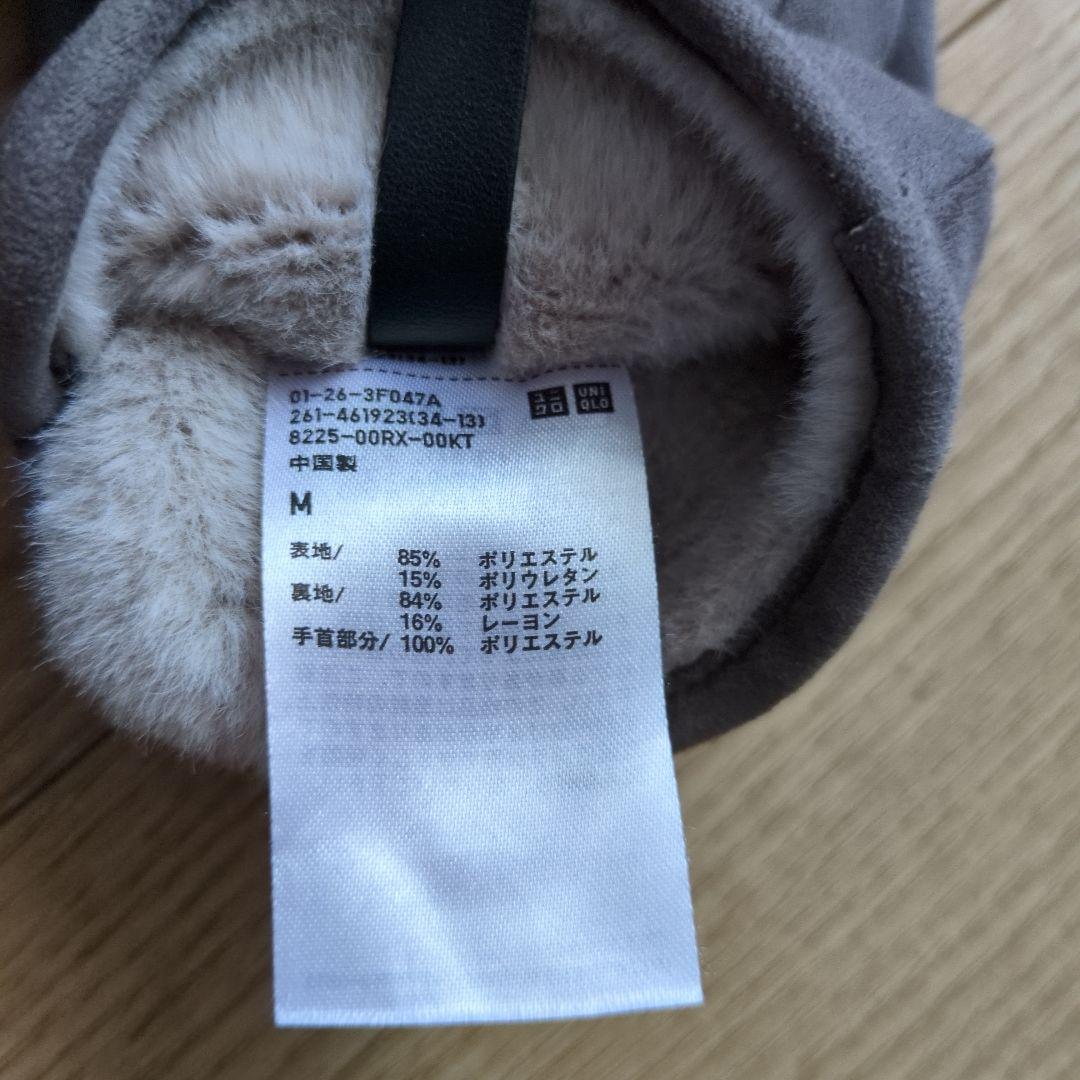 01-26-3F047A
ユニクロ UNIQLO
261-461923(34-13)
8225-00RX-00KT
中国製
M
表地/ 85% ポリエステル
15% ポリウレタン
裏地/ 84% ポリエステル
16% レーヨン
手首部分/ 100% ポリエステル